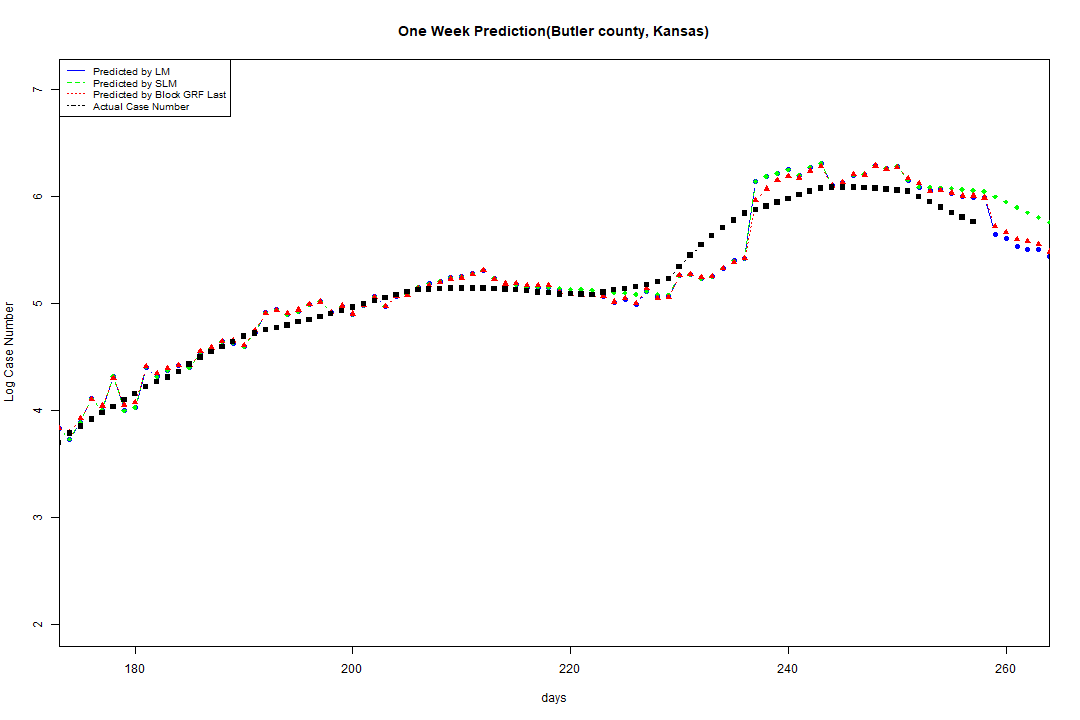 One Week Prediction(Butler county, Kansas)
Predicted by LM
Predicted by SLM
Predicted by Block GRF Last
Actual Case Number
7
6
5
4
3
2
Log Case Number
180 200 220 240 260
days